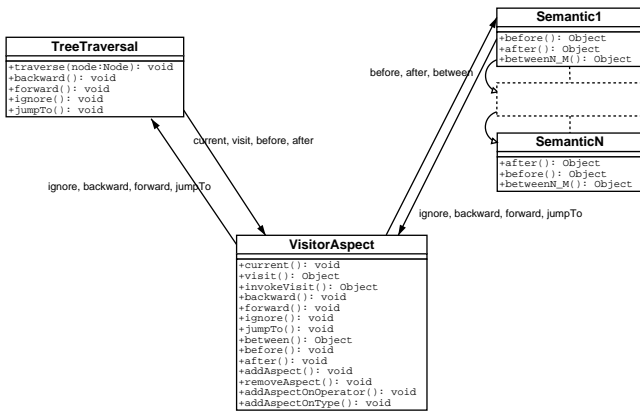 TreeTraversal
+traverse(node:Node): void
+backward(): void
+forward(): void
+ignore(): void
+jumpTo(): void
Semantic1
+before(): Object
+after(): Object
+betweenN_M(): Object
before, after, between
current, visit, before, after
SemanticN
+after(): Object
+before(): Object
+betweenN_M(): Object
ignore, backward, forward, jumpTo
ignore, backward, forward, jumpTo
VisitorAspect
+current(): void
+visit(): Object
+invokeVisit(): Object
+backward(): void
+forward(): void
+ignore(): void
+jumpTo(): void
+between(): Object
+before(): void
+after(): void
+addAspect(): void
+removeAspect(): void
+addAspectOnOperator(): void
+addAspectOnType(): void